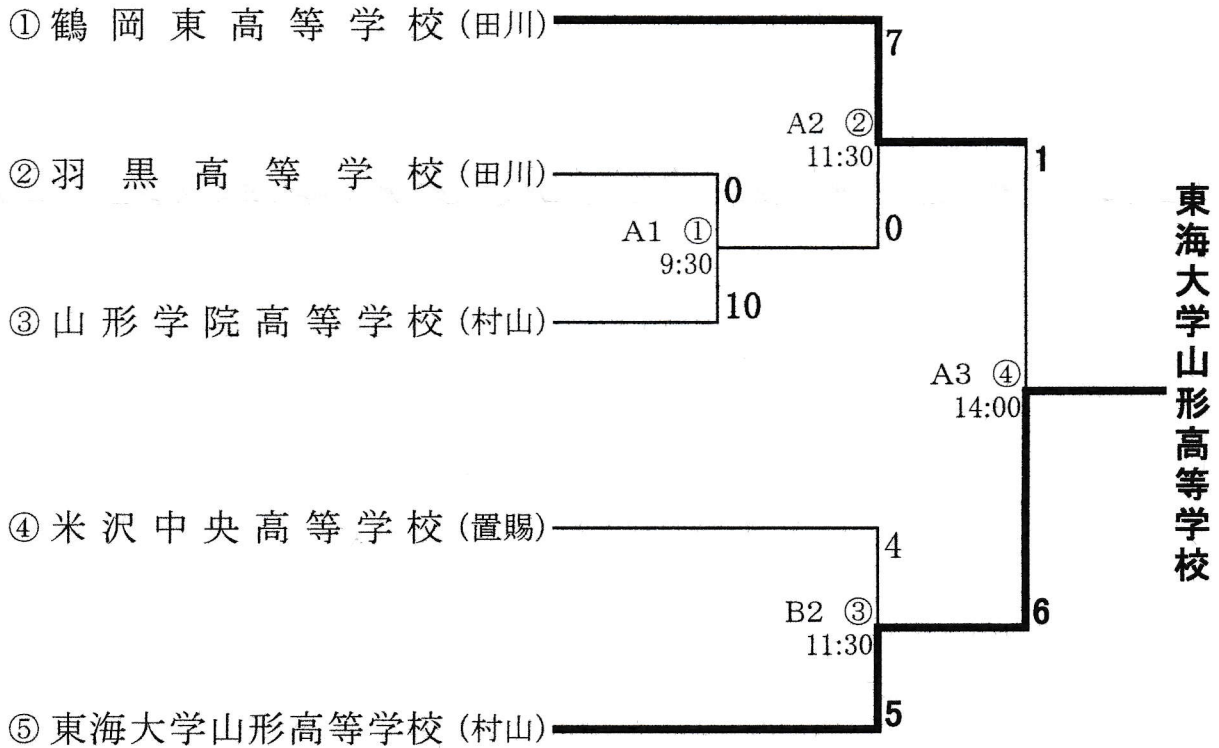 ①鶴岡東高等学校(田川)
7
A2 ②
11:30
②羽黒高等学校(田川)
0
1
A1 ①
9:30
0
③山形学院高等学校(村山)
10
A3 ④
14:00
東海大学山形高等学校
④米沢中央高等学校(置賜)
4
B2 ③
11:30
6
⑤東海大学山形高等学校(村山)
5